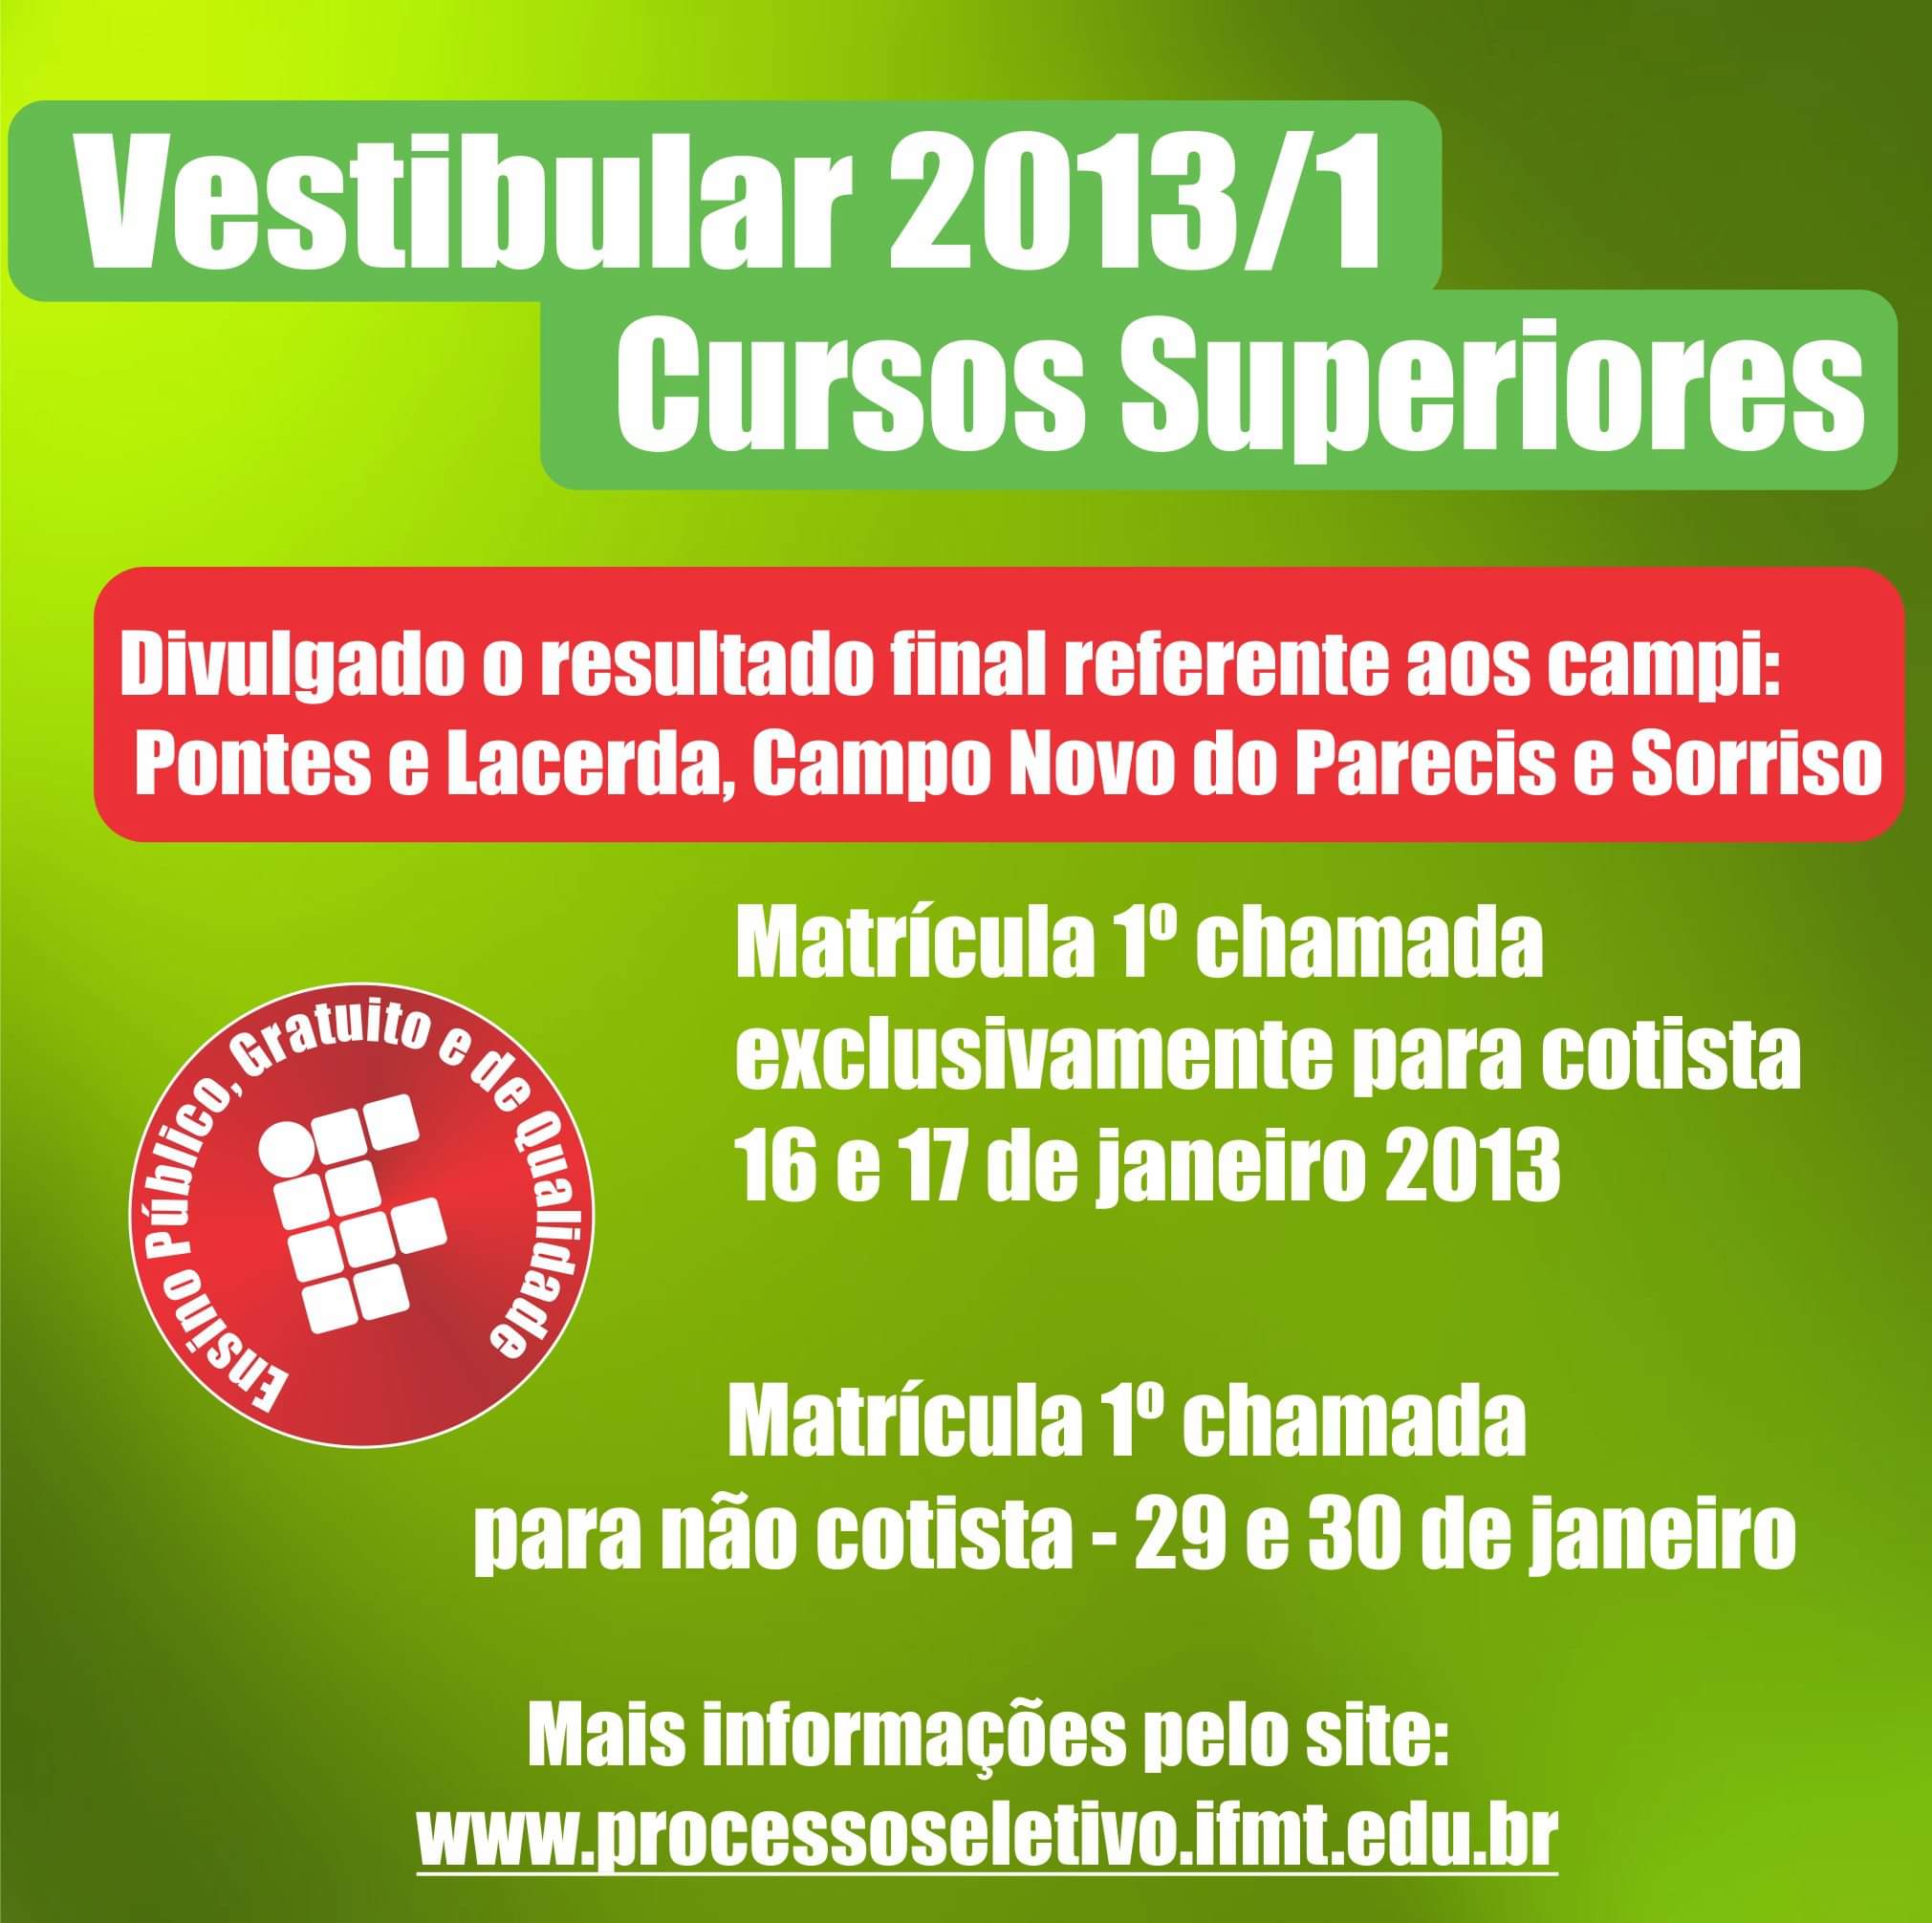 Vestibular 2013/1
Cursos Superiores
Divulgado o resultado final referente aos campi:
Pontes e Lacerda, Campo Novo do Parecis e Sorriso
Matrícula 1º chamada
exclusivamente para cotista
16 e 17 de janeiro 2013
Ensino Público, Gratuito e de Qualidade
Matrícula 1º chamada
para não cotista - 29 e 30 de janeiro
Mais informações pelo site:
www.processoseletivo.ifmt.edu.br